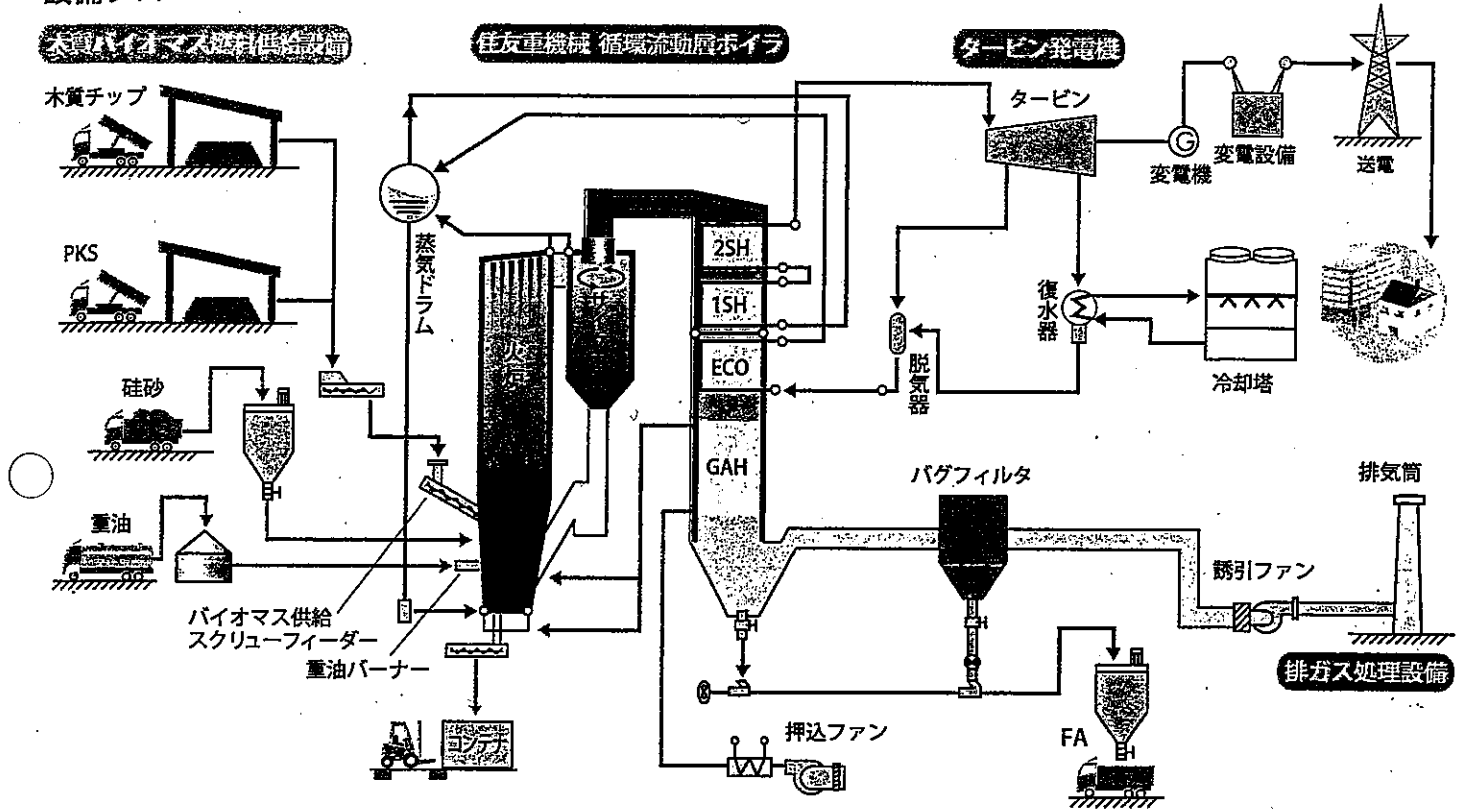 木質バイオマス燃料供給設備
住友重機械 循環流動層ボイラ
タービン発電機
木質チップ
タービン
変電機
変電設備
送電
PKS
蒸気ドラム
2SH
1SH
ECO
GAH
火炉
復水器
脱気器
冷却塔
硅砂
重油
バイオマス供給
スクリューフィーダー
重油バーナー
コンテナ
バグフィルタ
排気筒
誘引ファン
排ガス処理設備
押込ファン
FA
G